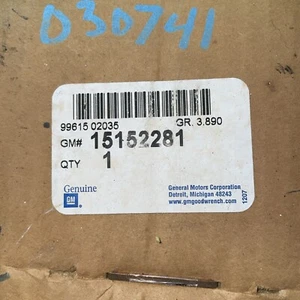 030741
99615 02035 GR. 3.890
GM# 15152281
QTY 1
Genuine
GM
General Motors Corporation
Detroit, Michigan 48243
www.gmgoodwrench.com
1207